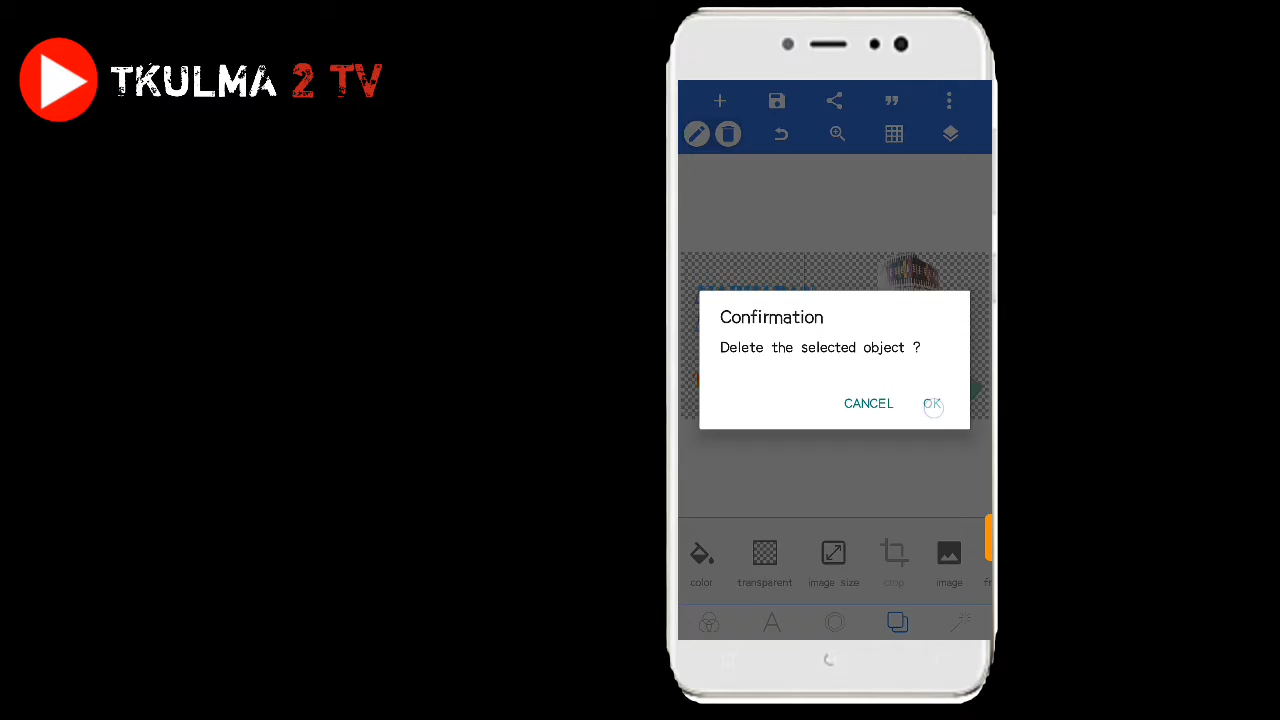 TKULMA 2 TV
Confirmation
Delete the selected object ?
CANCEL OK
color transparent image size crop image